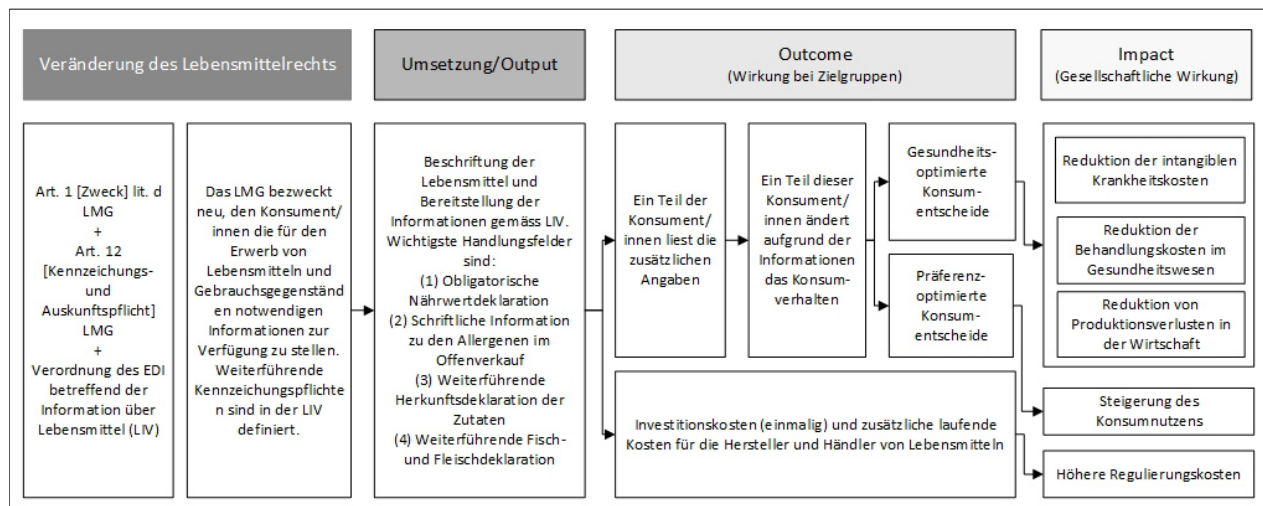 Veränderung des Lebensmittelrechts
Umsetzung/Output
Outcome
(Wirkung bei Zielgruppen)
Impact
(Gesellschaftliche Wirkung)
Art. 1 [Zweck] lit. d
LMG
+
Art. 12
[Kennzeichungs-
und
Auskunftspflicht]
LMG
+
Verordnung des EDI
betreffend der
Information über
Lebensmittel (LIV)
Das LMG bezweckt
neu, den Konsument/
innen die für den
Erwerb von
Lebensmitteln und
Gebrauchsgegenständ
en notwendigen
Informationen zur
Verfügung zu stellen.
Weiterführende
Kennzeichungspflichte
n sind in der LIV
definiert.
Beschriftung der
Lebensmittel und
Bereitstellung der
Informationen gemäss LIV.
Wichtigste Handlungsfelder
sind:
(1) Obligatorische
Nährwertdeklaration
(2) Schriftliche Information
zu den Allergenen im
Offenverkauf
(3) Weiterführende
Herkunftsdeklaration der
Zutaten
(4) Weiterführende Fisch-
und Fleischdeklaration
Ein Teil der
Konsument/
innen liest die
zusätzlichen
Angaben
Ein Teil dieser
Konsument/
innen ändert
aufgrund der
Informationen
das Konsum-
verhalten
Gesundheits-
optimierte
Konsum-
entscheide
Präferenz-
optimierte
Konsum-
entscheide
Investitionskosten (einmalig) und zusätzliche laufende
Kosten für die Hersteller und Händler von Lebensmitteln
Reduktion der intangiblen
Krankheitskosten
Reduktion der
Behandlungskosten im
Gesundheitswesen
Reduktion von
Produktionsverlusten in
der Wirtschaft
Steigerung des
Konsumnutzens
Höhere Regulierungskosten